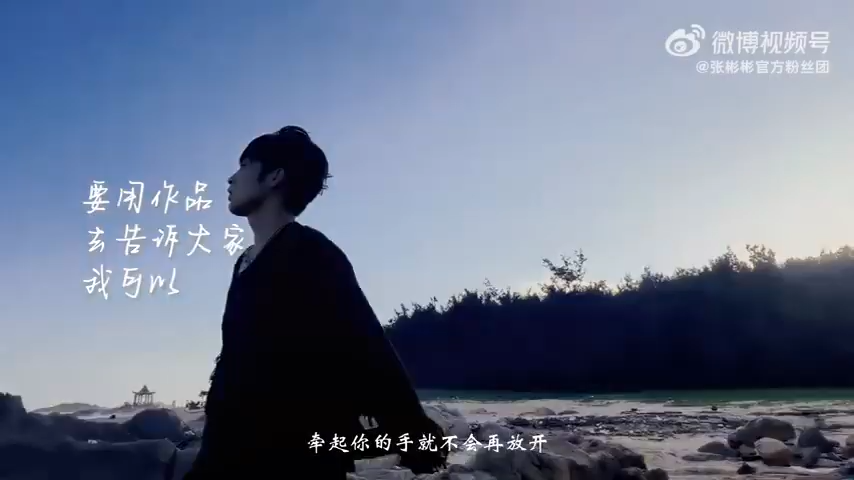 微博视频号
@张彬彬官方粉丝团
要用作品
去告诉大家
我可以
牵起你的手就不会再放开